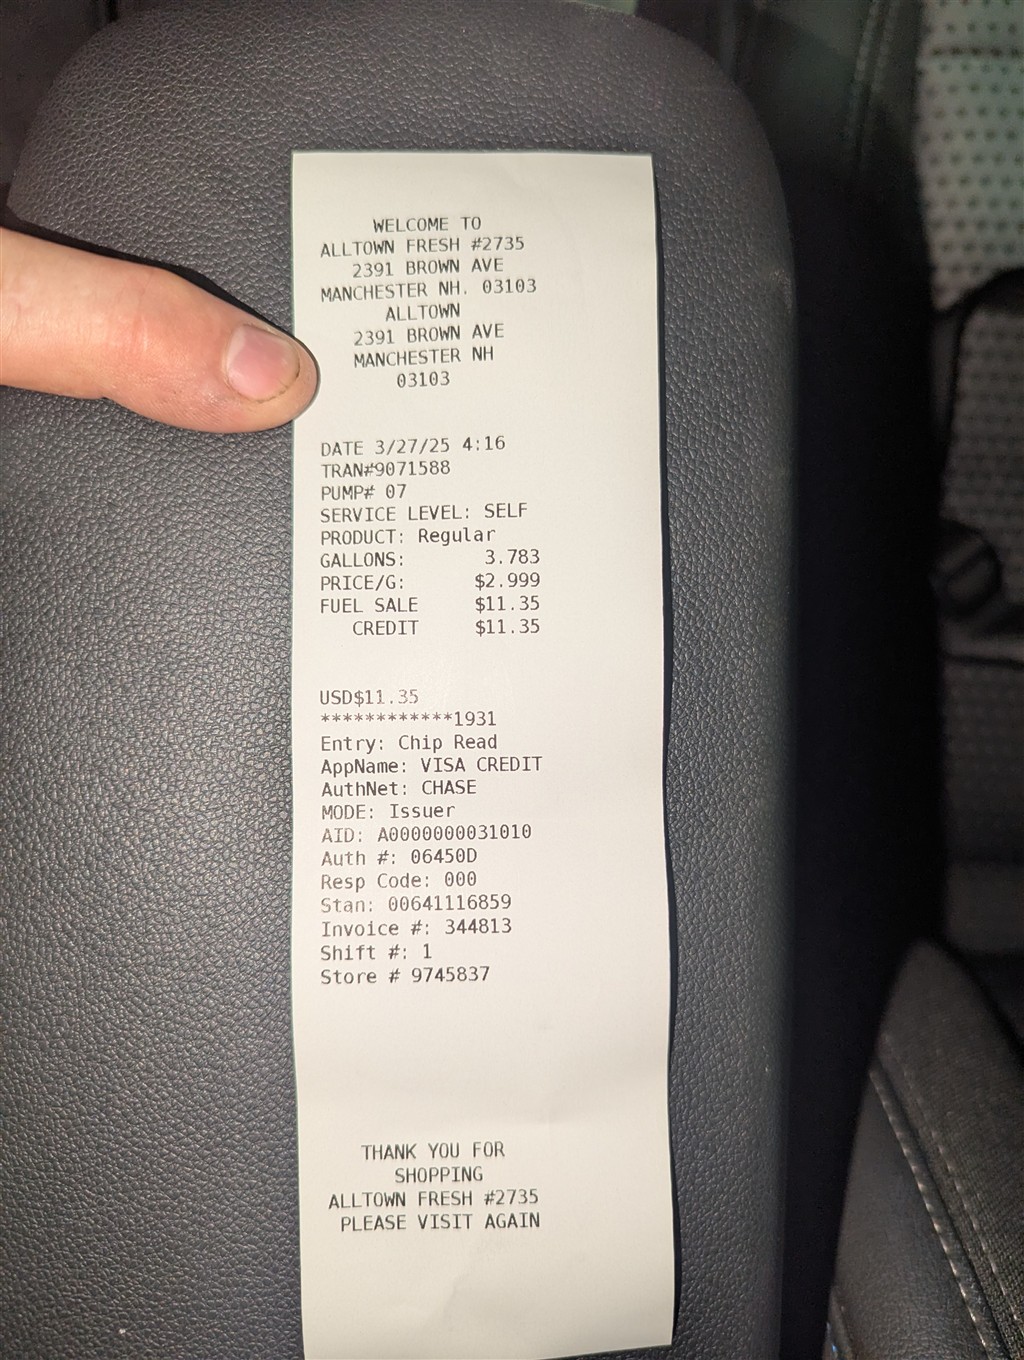 WELCOME TO
ALLTOWN FRESH #2735
2391 BROWN AVE
MANCHESTER NH. 03103
ALLTOWN
2391 BROWN AVE
MANCHESTER NH
03103
DATE 3/27/25 4:16
TRAN#9071588
PUMP# 07
SERVICE LEVEL: SELF
PRODUCT: Regular
GALLONS: 3.783
PRICE/G: $2.999
FUEL SALE $11.35
CREDIT $11.35
USD$11.35
************1931
Entry: Chip Read
AppName: VISA CREDIT
AuthNet: CHASE
MODE: Issuer
AID: A0000000031010
Auth #: 06450D
Resp Code: 000
Stan: 00641116859
Invoice #: 344813
Shift #: 1
Store # 9745837
THANK YOU FOR
SHOPPING
ALLTOWN FRESH #2735
PLEASE VISIT AGAIN